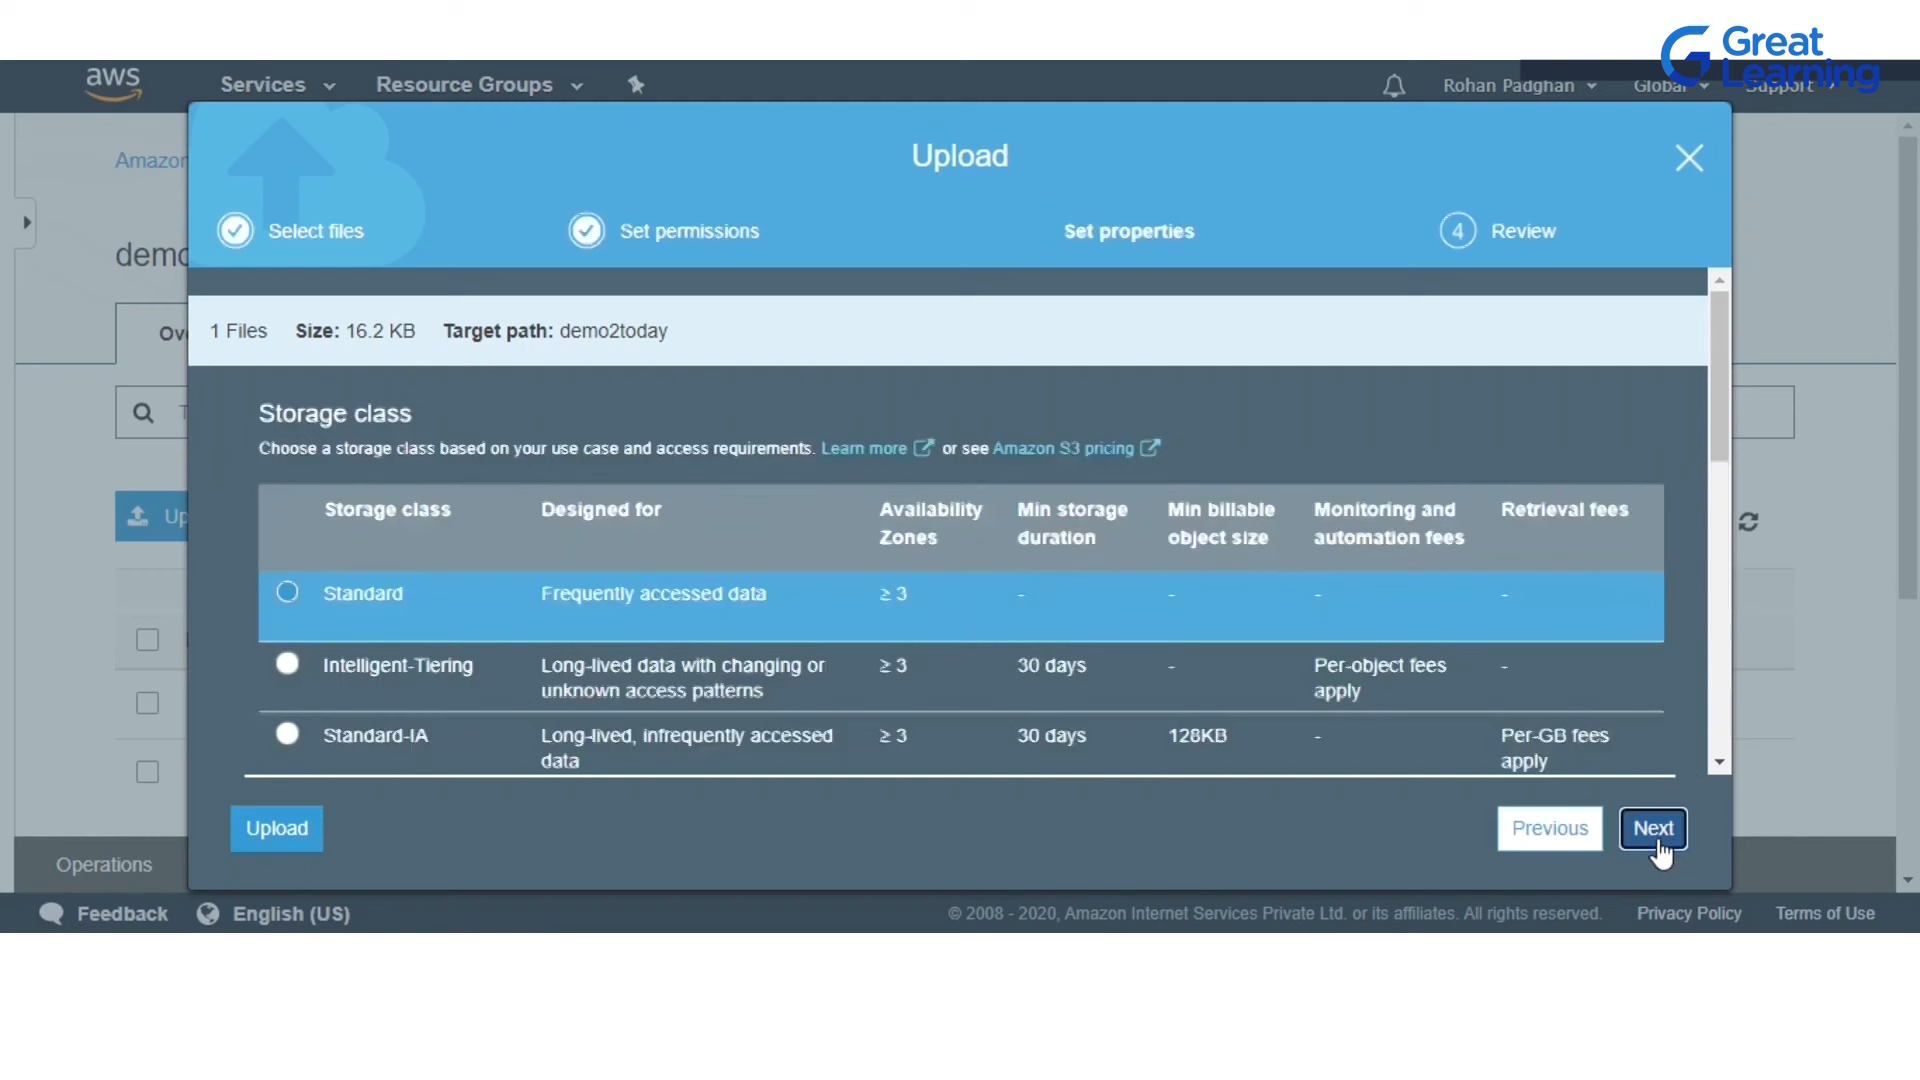 Great
Learning
aws Services Resource Groups Rohan Padghan Global Support
Amazon
Upload
Select files Set permissions Set properties 4 Review
demo
1 Files Size: 16.2 KB Target path: demo2today
Storage class
Choose a storage class based on your use case and access requirements. Learn more or see Amazon S3 pricing
Storage class Designed for Availability Zones Min storage duration Min billable object size Monitoring and automation fees Retrieval fees
Standard Frequently accessed data ≥ 3 - - - -
Intelligent-Tiering Long-lived data with changing or unknown access patterns ≥ 3 30 days - Per-object fees apply -
Standard-IA Long-lived, infrequently accessed data ≥ 3 30 days 128KB - Per-GB fees apply
Upload Previous Next
Operations
Feedback English (US) © 2008 - 2020, Amazon Internet Services Private Ltd. or its affiliates. All rights reserved. Privacy Policy Terms of Use